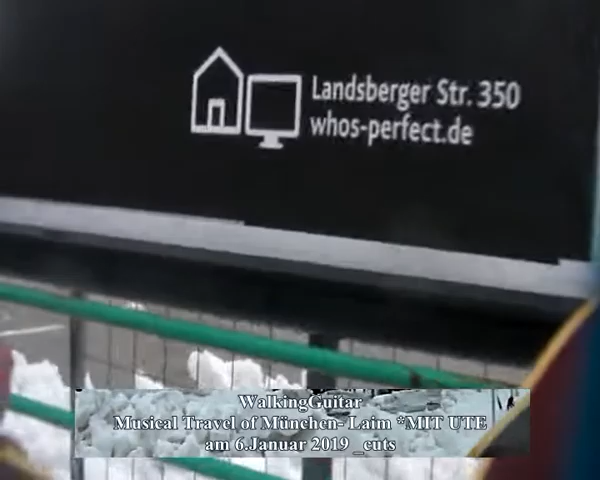 Landsberger Str. 350
whos-perfect.de
WalkingGuitar
Musical Travel of München- Laim *MIT UTE
am 6.Januar 2019 _cuts